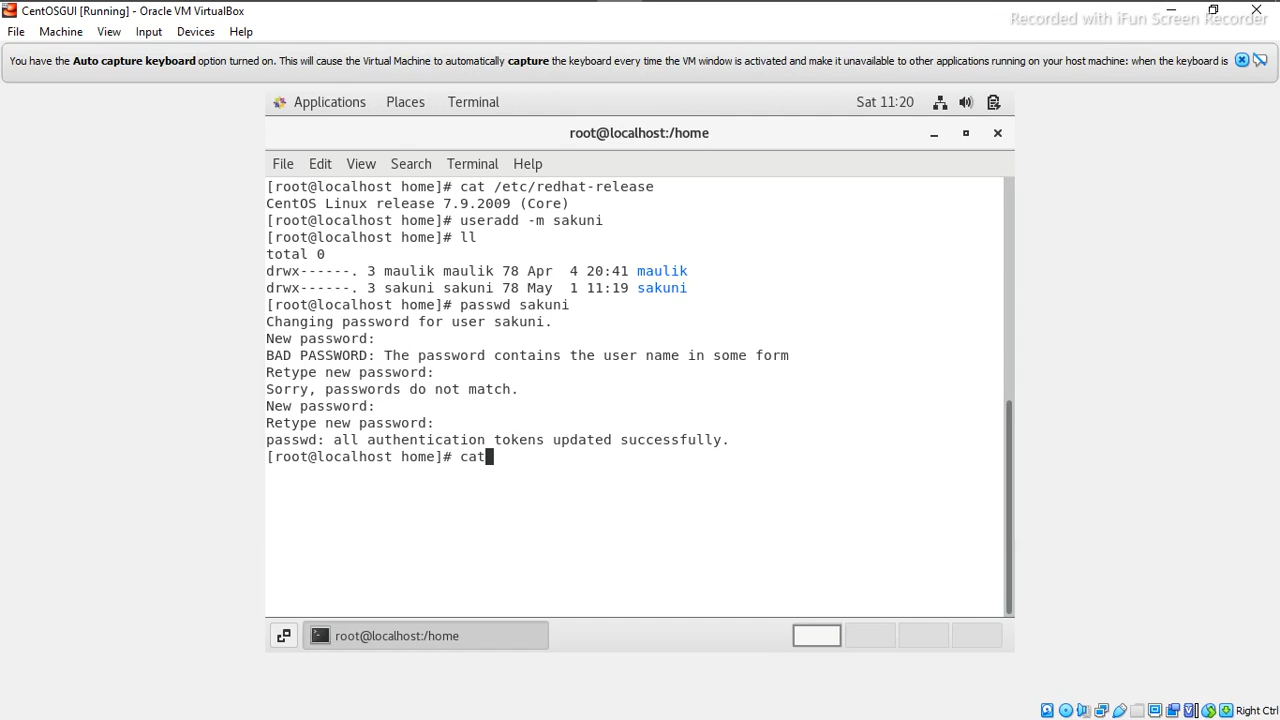 CentOSGUI [Running] - Oracle VM VirtualBox
Recorded with iFun Screen Recorder
File Machine View Input Devices Help
You have the Auto capture keyboard option turned on. This will cause the Virtual Machine to automatically capture the keyboard every time the VM window is activated and make it unavailable to other applications running on your host machine: when the keyboard is
Applications Places Terminal Sat 11:20
root@localhost:/home
File Edit View Search Terminal Help
[root@localhost home]# cat /etc/redhat-release
CentOS Linux release 7.9.2009 (Core)
[root@localhost home]# useradd -m sakuni
[root@localhost home]# ll
total 0
drwx------. 3 maulik maulik 78 Apr  4 20:41 maulik
drwx------. 3 sakuni sakuni 78 May  1 11:19 sakuni
[root@localhost home]# passwd sakuni
Changing password for user sakuni.
New password:
BAD PASSWORD: The password contains the user name in some form
Retype new password:
Sorry, passwords do not match.
New password:
Retype new password:
passwd: all authentication tokens updated successfully.
[root@localhost home]# cat
root@localhost:/home
Right Ctrl